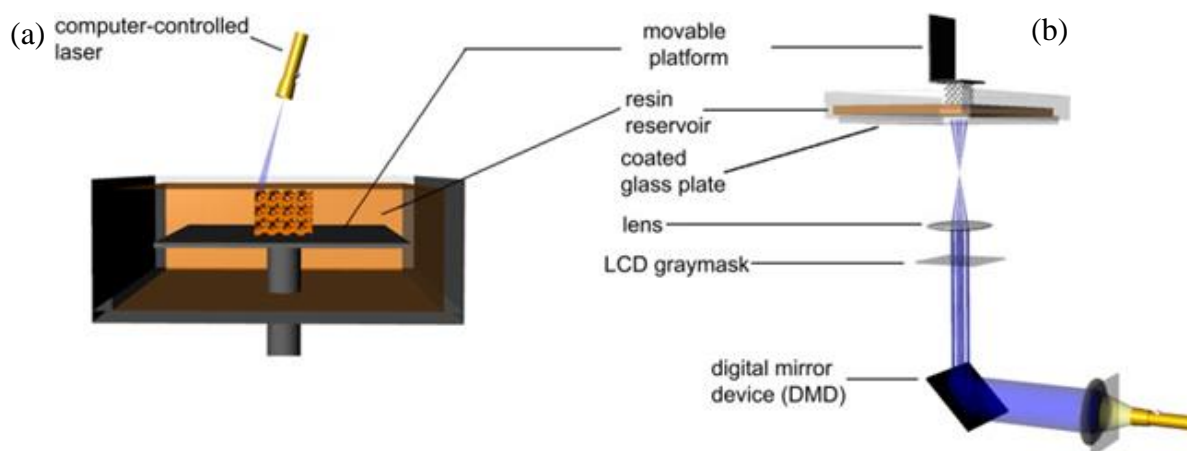 (a)
computer-controlled
laser
movable
platform
(b)
resin
reservoir
coated
glass plate
lens
LCD graymask
digital mirror
device (DMD)